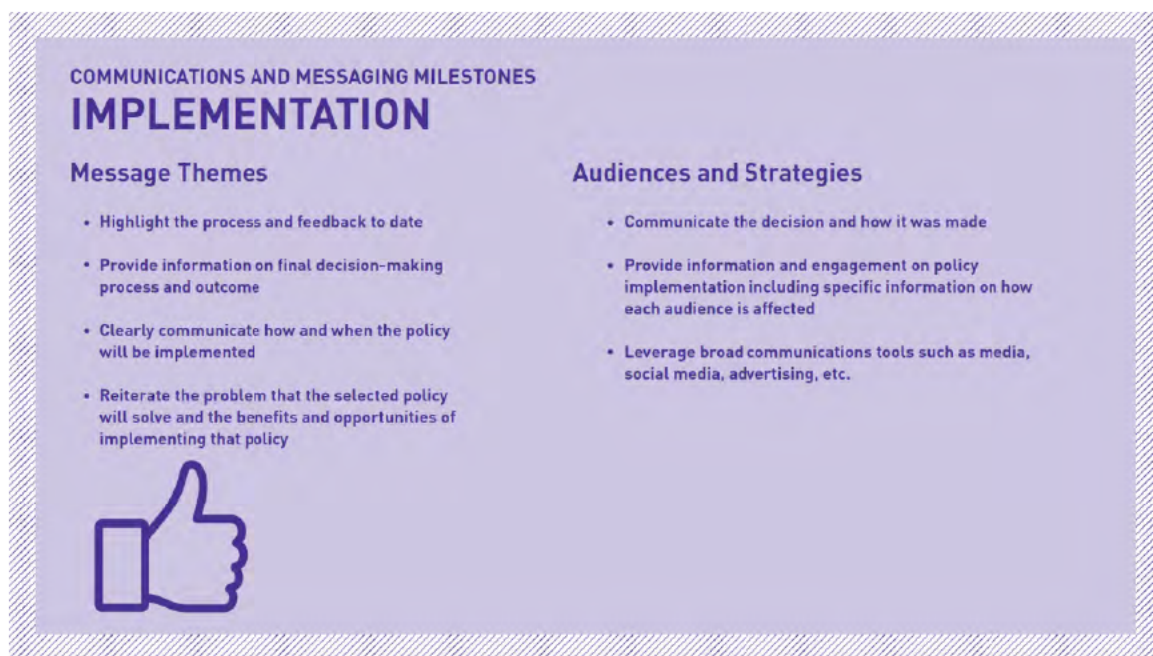 COMMUNICATIONS AND MESSAGING MILESTONES
IMPLEMENTATION
Message Themes
• Highlight the process and feedback to date
• Provide information on final decision-making
process and outcome
• Clearly communicate how and when the policy
will be implemented
• Reiterate the problem that the selected policy
will solve and the benefits and opportunities of
implementing that policy
Audiences and Strategies
• Communicate the decision and how it was made
• Provide information and engagement on policy
implementation including specific information on how
each audience is affected
• Leverage broad communications tools such as media,
social media, advertising, etc.